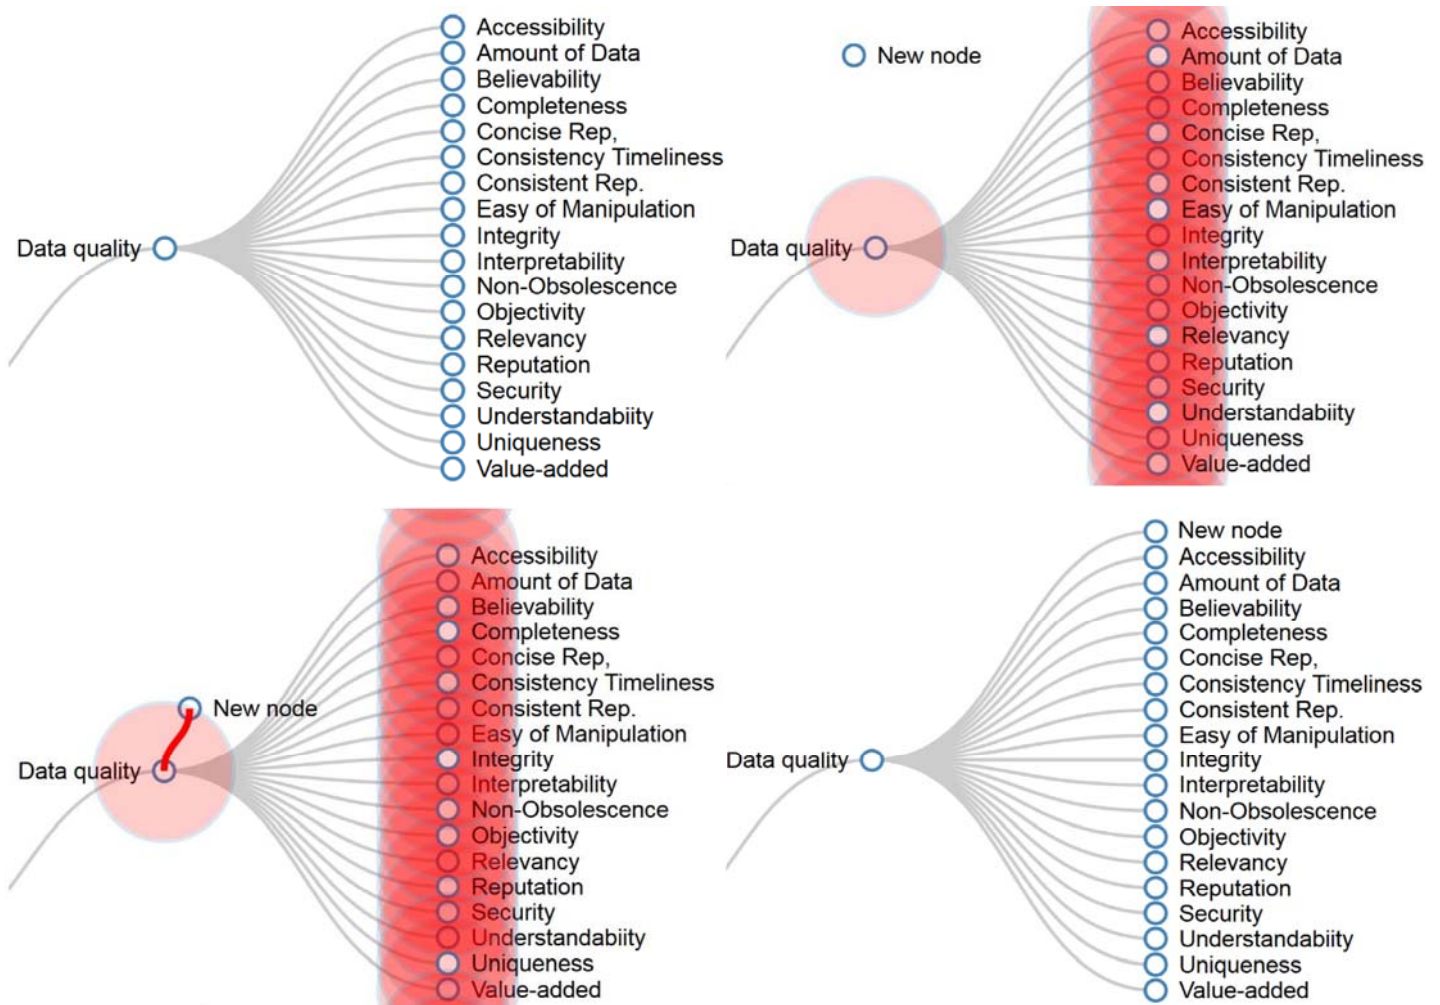 Accessibility
Amount of Data
Believability
Completeness
Concise Rep,
Consistency Timeliness
Consistent Rep.
Easy of Manipulation
Data quality
Integrity
Interpretability
Non-Obsolescence
Objectivity
Relevancy
Reputation
Security
Understandabiity
Uniqueness
Value-added
New node
Accessibility
Amount of Data
Believability
Completeness
Concise Rep,
Consistency Timeliness
Consistent Rep.
Easy of Manipulation
Data quality
Integrity
Interpretability
Non-Obsolescence
Objectivity
Relevancy
Reputation
Security
Understandabiity
Uniqueness
Value-added
New node
Data quality
Accessibility
Amount of Data
Believability
Completeness
Concise Rep,
Consistency Timeliness
Consistent Rep.
Easy of Manipulation
Integrity
Interpretability
Non-Obsolescence
Objectivity
Relevancy
Reputation
Security
Understandabiity
Uniqueness
Value-added
New node
Accessibility
Amount of Data
Believability
Completeness
Concise Rep,
Consistency Timeliness
Consistent Rep.
Easy of Manipulation
Data quality
Integrity
Interpretability
Non-Obsolescence
Objectivity
Relevancy
Reputation
Security
Understandabiity
Uniqueness
Value-added